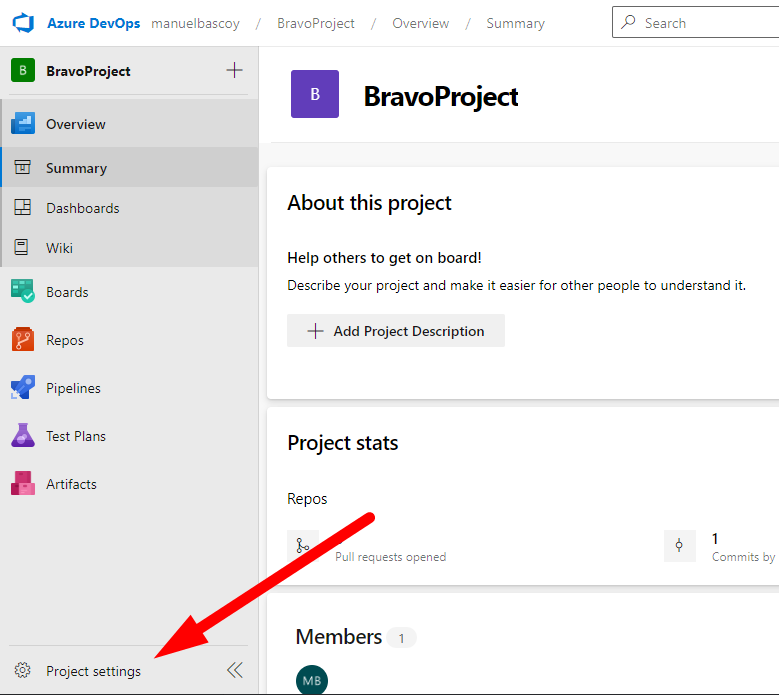 Azure DevOps manuelbascoy / BravoProject / Overview / Summary Search
B BravoProject
Overview
Summary
Dashboards
Wiki
Boards
Repos
Pipelines
Test Plans
Artifacts
Project settings
B BravoProject
About this project
Help others to get on board!
Describe your project and make it easier for other people to understand it.
Add Project Description
Project stats
Repos
Pull requests opened
1
Commits by
Members 1
MB